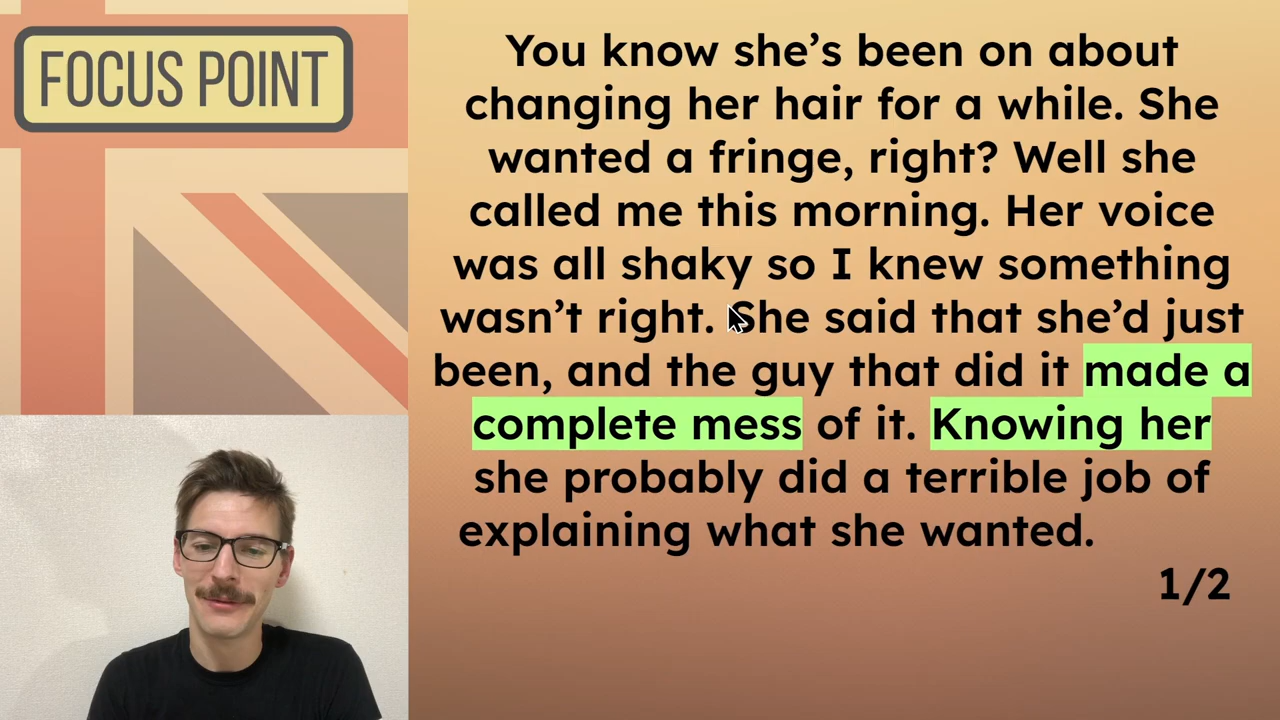 FOCUS POINT
You know she's been on about
changing her hair for a while. She
wanted a fringe, right? Well she
called me this morning. Her voice
was all shaky so I knew something
wasn't right. She said that she'd just
been, and the guy that did it made a
complete mess of it. Knowing her
she probably did a terrible job of
explaining what she wanted.
1/2